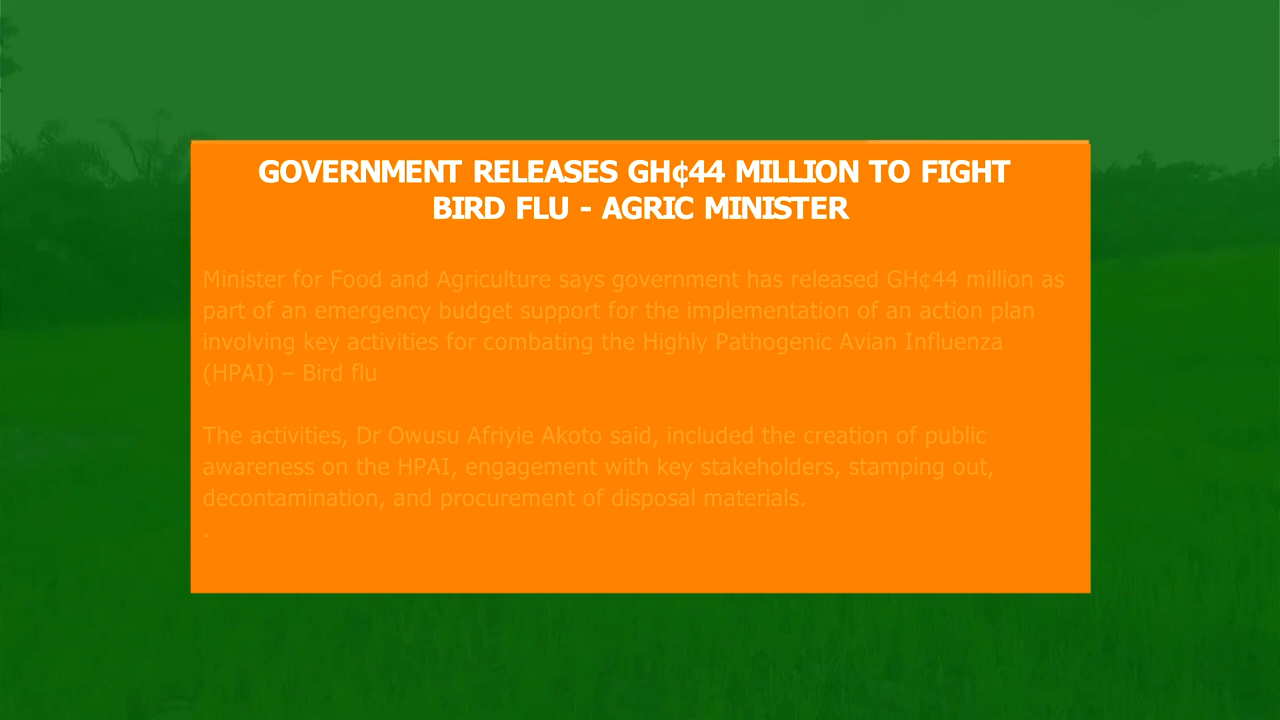 GOVERNMENT RELEASES GH¢44 MILLION TO FIGHT
BIRD FLU - AGRIC MINISTER
Minister for Food and Agriculture says government has released GH¢44 million as
part of an emergency budget support for the implementation of an action plan
involving key activities for combating the Highly Pathogenic Avian Influenza
(HPAI) – Bird flu
The activities, Dr Owusu Afriyie Akoto said, included the creation of public
awareness on the HPAI, engagement with key stakeholders, stamping out,
decontamination, and procurement of disposal materials.
.